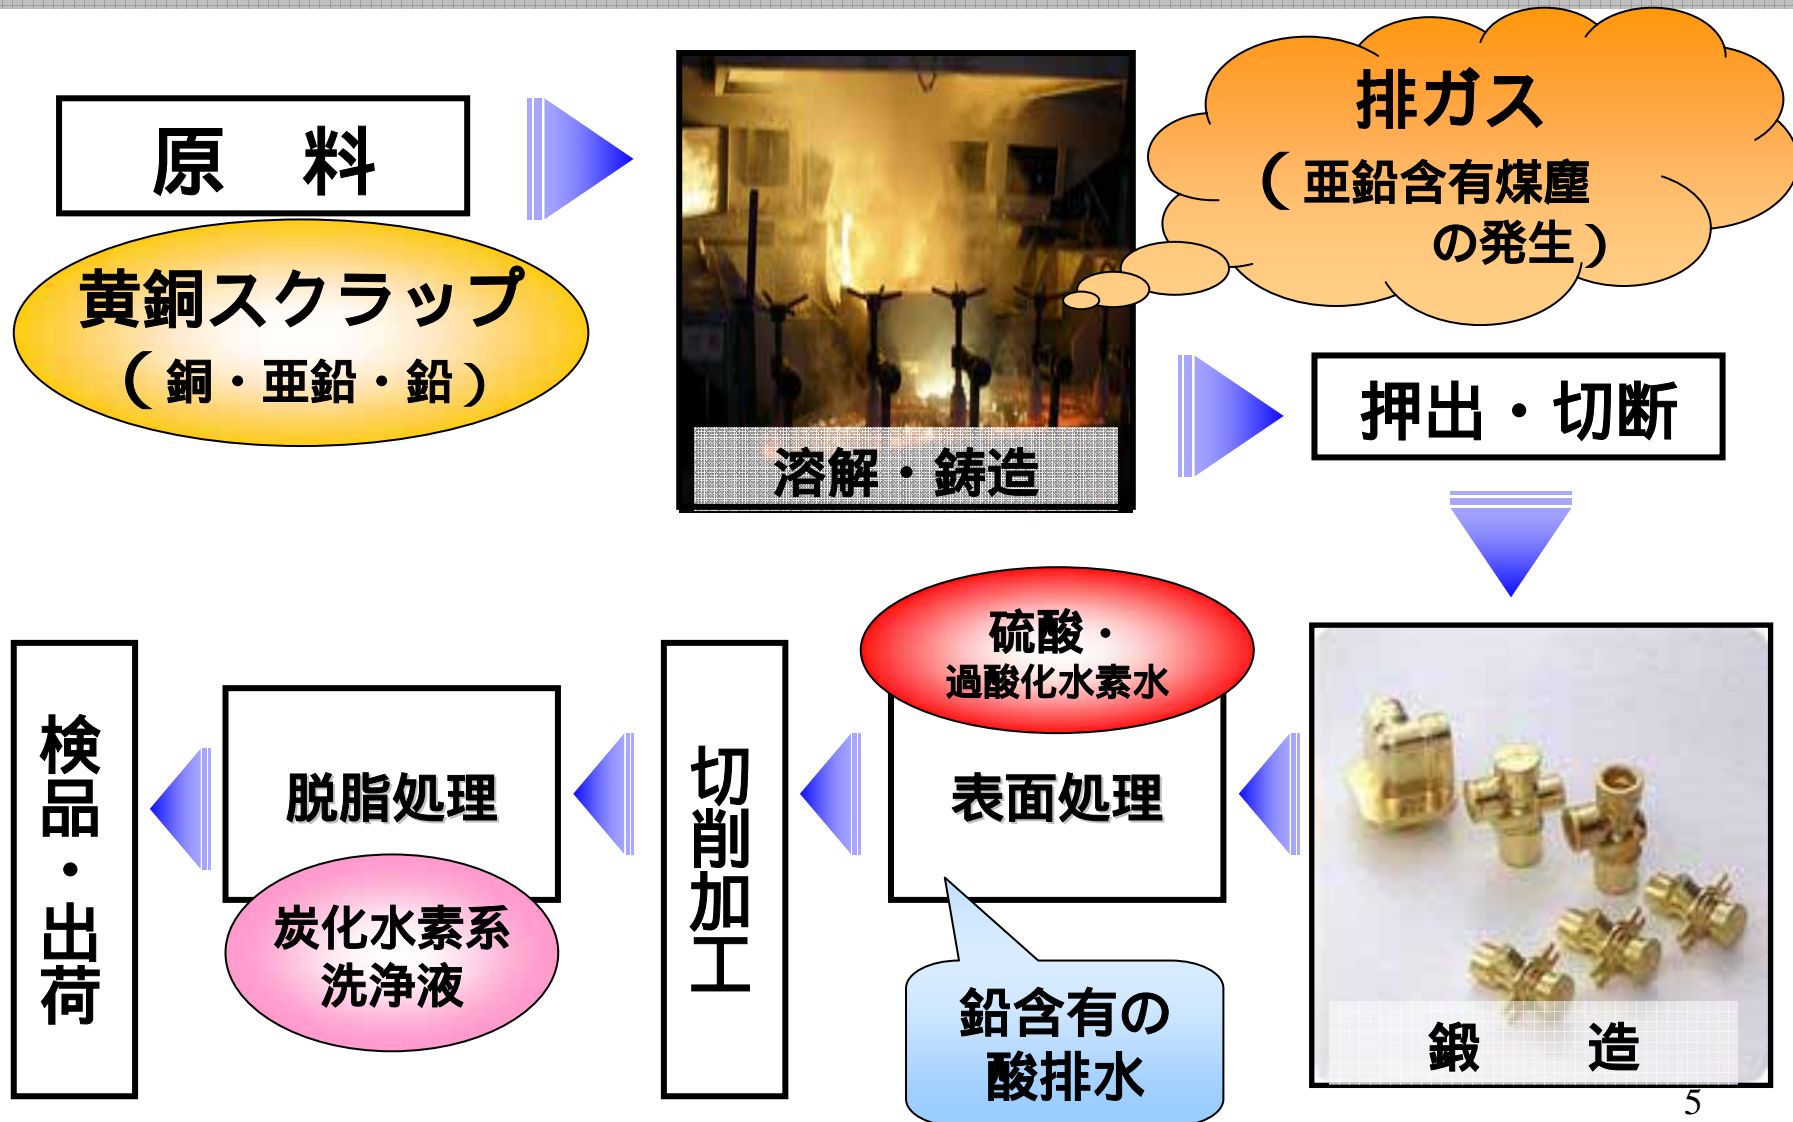 原　料
黄銅スクラップ
（銅・亜鉛・鉛）
溶解・鋳造
排ガス
（亜鉛含有煤塵
の発生）
押出・切断
鍛　造
硫酸・
過酸化水素水
表面処理
鉛含有の
酸排水
切削加工
脱脂処理
炭化水素系
洗浄液
検品・出荷
5